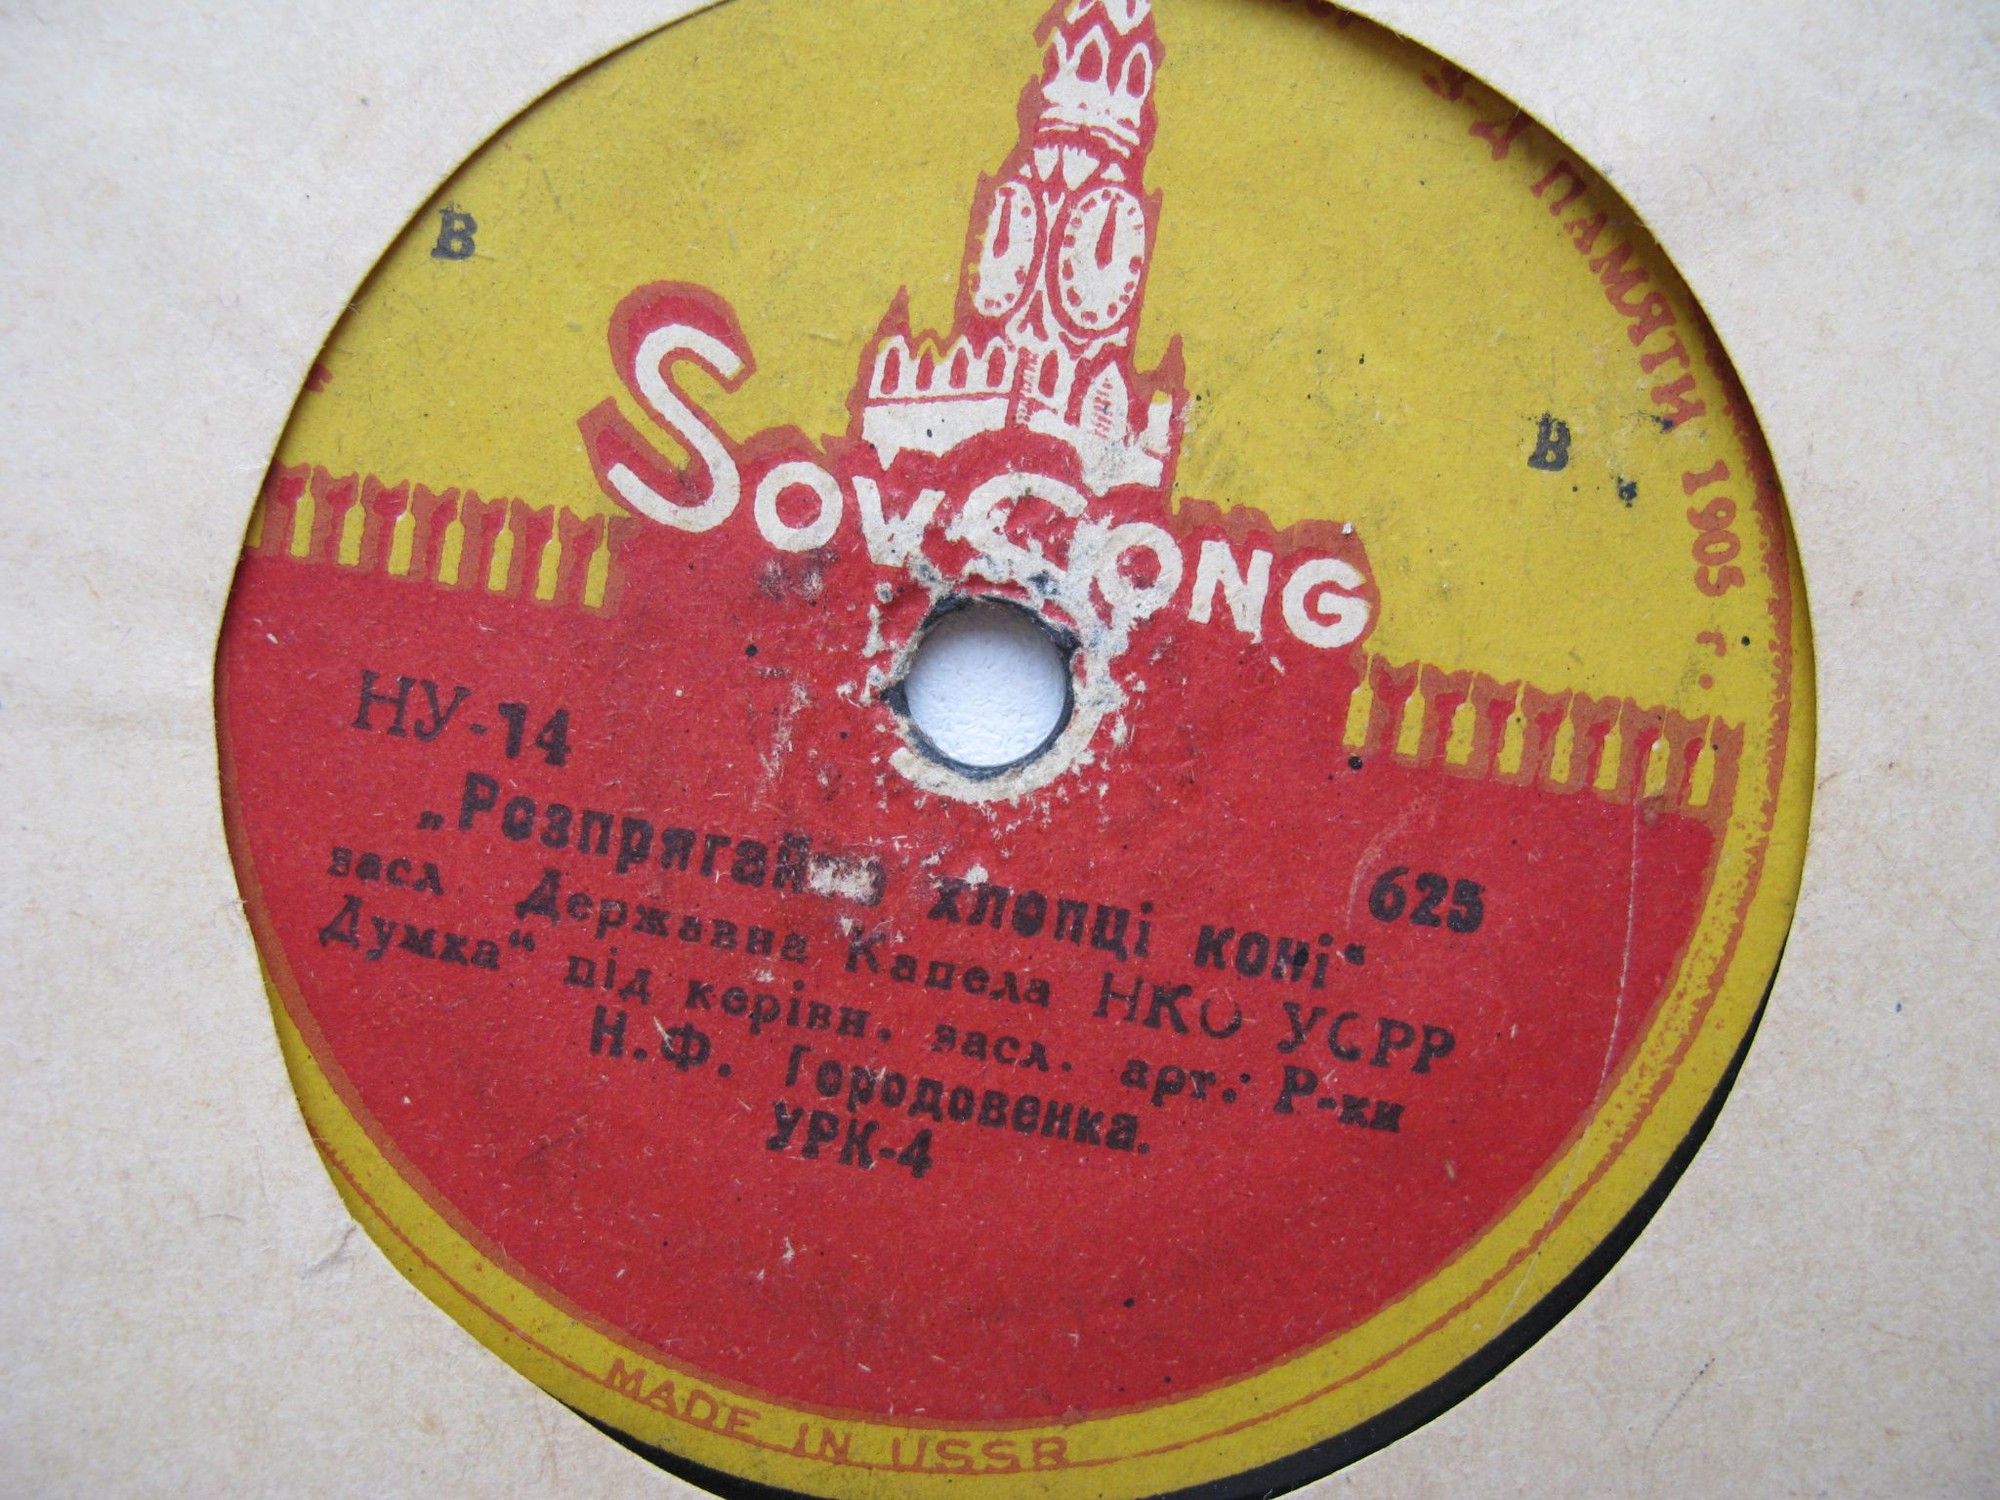 З-Д ПАМЯТИ 1905 г.
В
В
SovSong
НУ-14
625
„Розпрягайте хлопці коні“
засл Державна Капела НКО УСРР
Думка“ під керівн. засл. арт.: Р-ки
Н.Ф. Городовенка.
УРК-4
MADE IN USSR